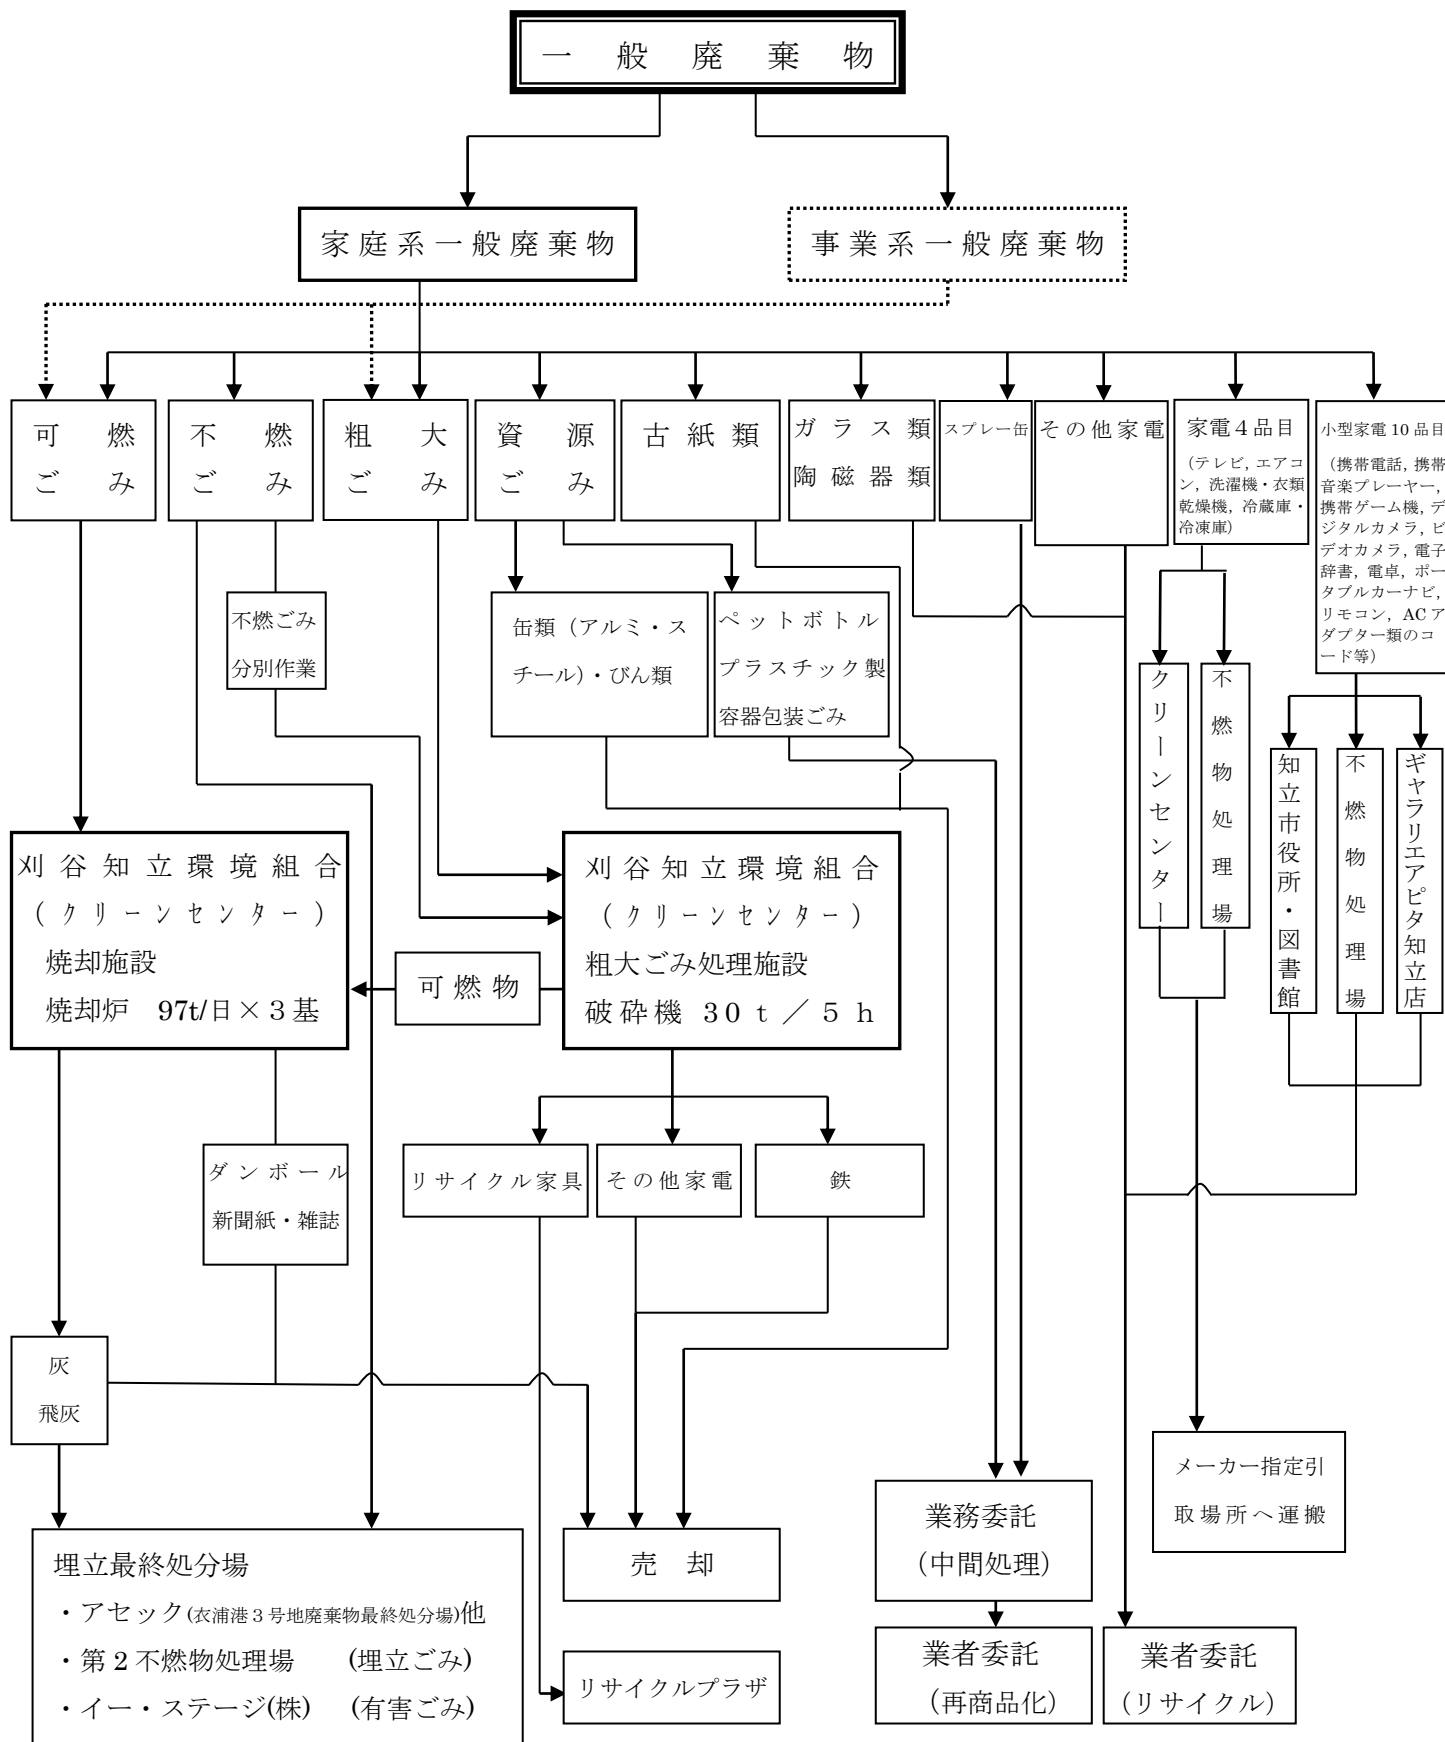 一般廃棄物
家庭系一般廃棄物
事業系一般廃棄物
可燃
ごみ
不燃
ごみ
粗大
ごみ
資源
ごみ
古紙類
ガラス類
陶磁器類
スプレー缶
その他家電
家電４品目
（テレビ, エアコ
ン, 洗濯機・衣類
乾燥機, 冷蔵庫・
冷凍庫）
小型家電 10 品目
（携帯電話, 携帯
音楽プレーヤー,
携帯ゲーム機, デ
ジタルカメラ, ビ
デオカメラ, 電子
辞書, 電卓, ポー
タブルカーナビ,
リモコン, AC ア
ダプター類のコ
ード等）
不燃ごみ
分別作業
缶類（アルミ・ス
チール）・びん類
ペットボトル
プラスチック製
容器包装ごみ
クリーンセンター
不燃物処理場
知立市役所・図書館
不燃物処理場
ギャラリエアピタ知立店
刈谷知立環境組合
（クリーンセンター）
焼却施設
焼却炉　97t/日×３基
可燃物
刈谷知立環境組合
（クリーンセンター）
粗大ごみ処理施設
破砕機 30ｔ／５ｈ
ダンボール
新聞紙・雑誌
リサイクル家具
その他家電
鉄
灰
飛灰
メーカー指定引
取場所へ運搬
埋立最終処分場
・アセック(衣浦港３号地廃棄物最終処分場)他
・第 2 不燃物処理場　(埋立ごみ)
・イー・ステージ(株)　(有害ごみ)
売　却
業務委託
（中間処理）
リサイクルプラザ
業者委託
（再商品化）
業者委託
（リサイクル）